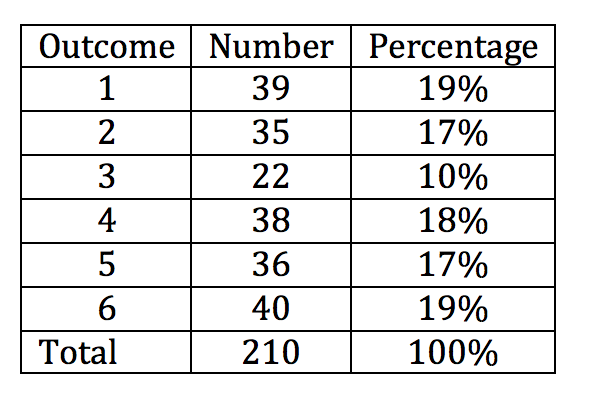 Outcome Number Percentage
1 39 19%
2 35 17%
3 22 10%
4 38 18%
5 36 17%
6 40 19%
Total 210 100%